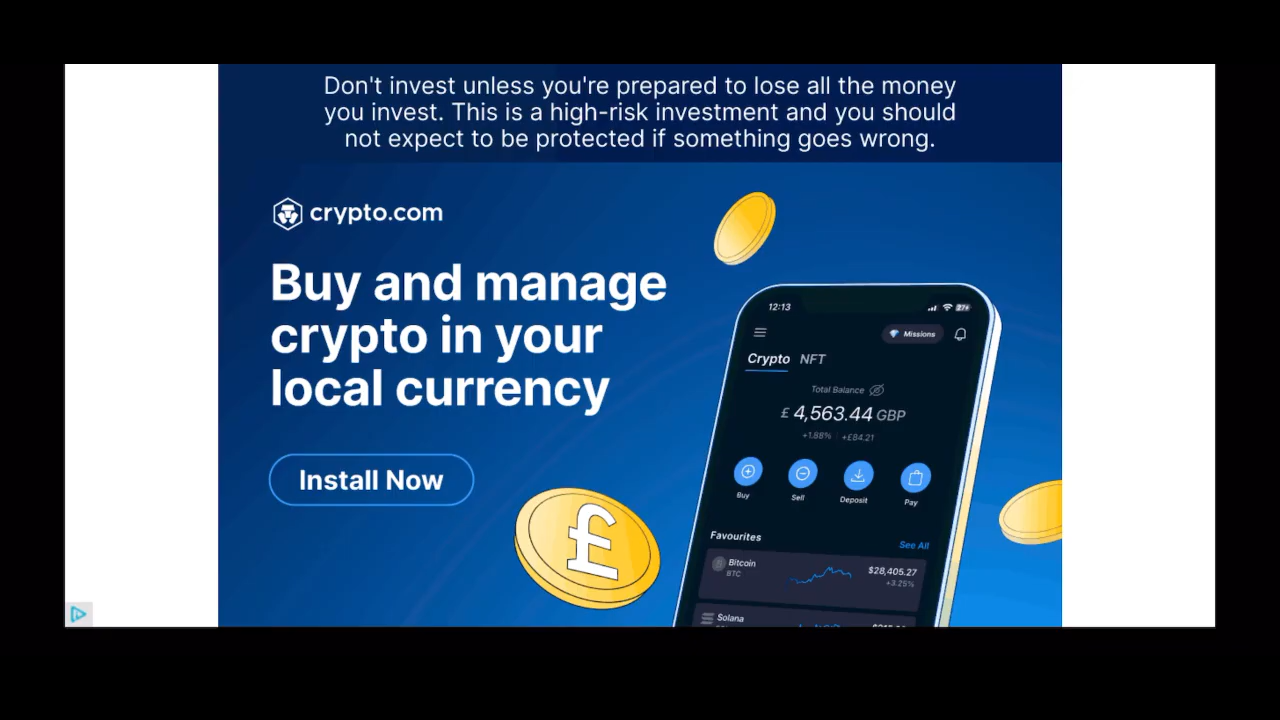 Don't invest unless you're prepared to lose all the money
you invest. This is a high-risk investment and you should
not expect to be protected if something goes wrong.
crypto.com
Buy and manage
crypto in your
local currency
Install Now
£
12:13
27+
Missions
Crypto NFT
Total Balance
£ 4,563.44 GBP
+1.88% +£84.21
Buy Sell Deposit Pay
Favourites See All
Bitcoin $28,405.27
BTC +3.25%
Solana